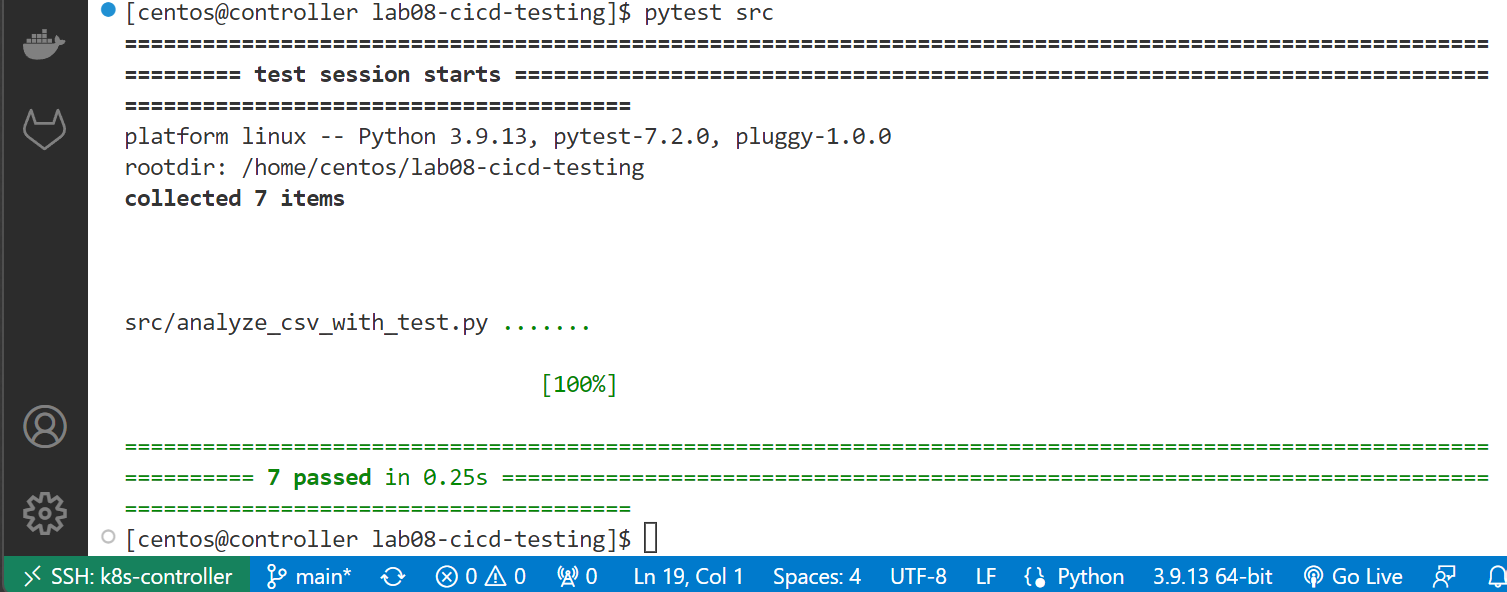 [centos@controller lab08-cicd-testing]$ pytest src
=========================================================================================================
========= test session starts ===========================================================================
=======================================
platform linux -- Python 3.9.13, pytest-7.2.0, pluggy-1.0.0
rootdir: /home/centos/lab08-cicd-testing
collected 7 items
src/analyze_csv_with_test.py .......
[100%]
=========================================================================================================
========== 7 passed in 0.25s ============================================================================
=======================================
[centos@controller lab08-cicd-testing]$
SSH: k8s-controller main* 0 0 0 Ln 19, Col 1 Spaces: 4 UTF-8 LF Python 3.9.13 64-bit Go Live